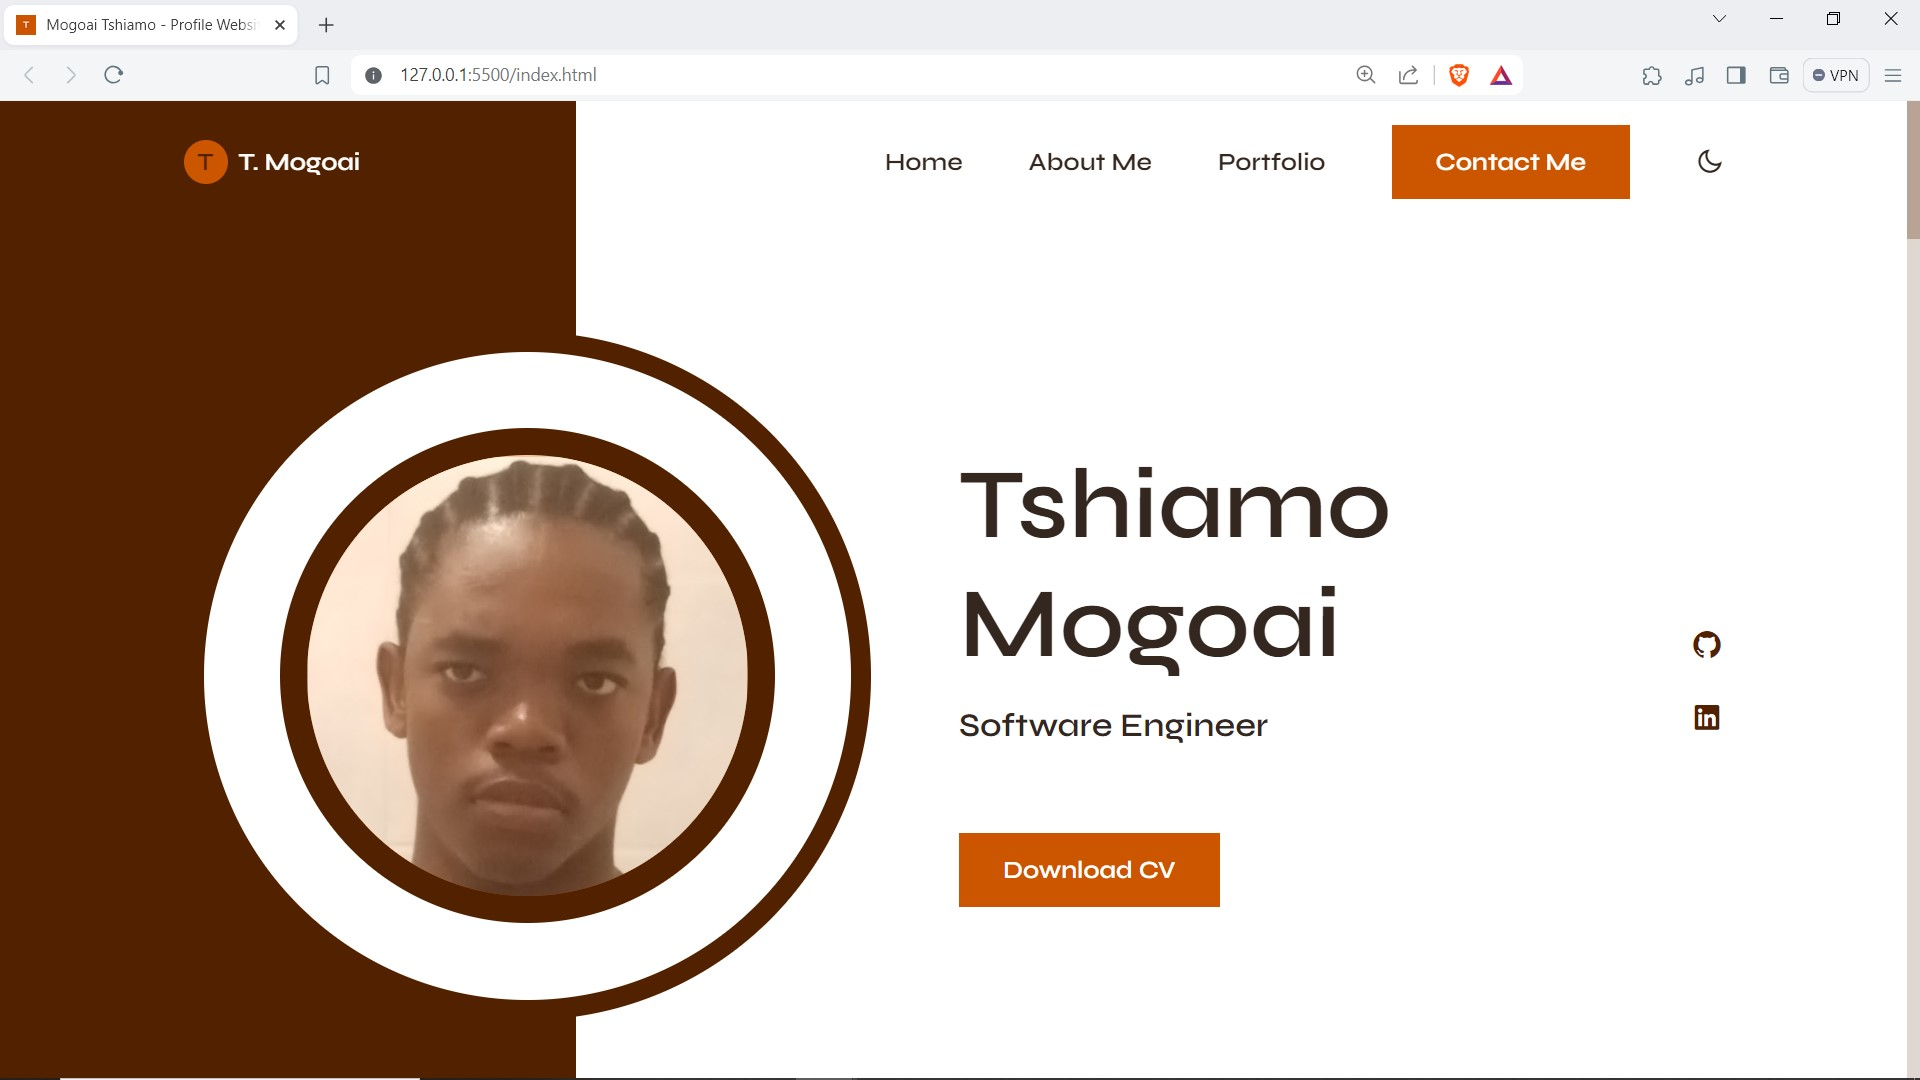 T Mogoai Tshiamo - Profile Websi
127.0.0.1:5500/index.html
VPN
T T. Mogoai
Home About Me Portfolio Contact Me
Tshiamo
Mogoai
Software Engineer
in
Download CV